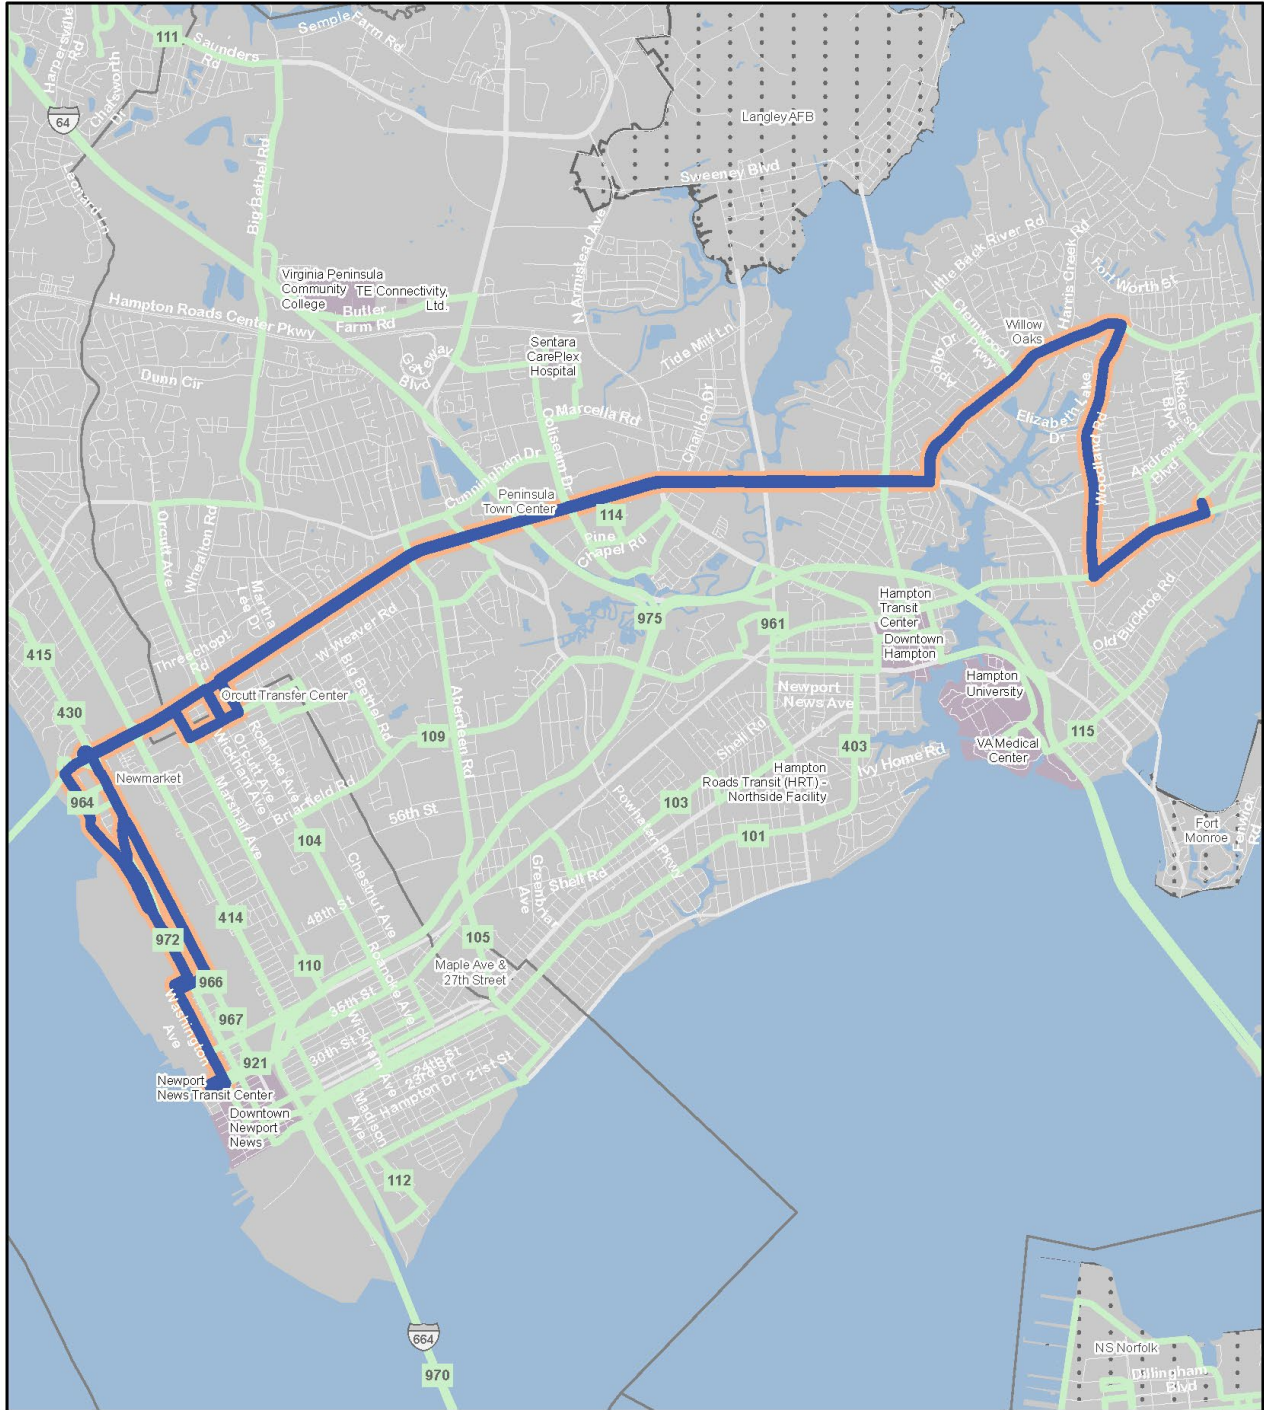 111
Saunders
Rd
Semple Farm Rd
Harpersville
Rd
Chatsworth
Dr
64
Leonard Ln
Big Bethel Rd
Langley AFB
Sweeney Blvd
N Armistead Ave
Little Back River Rd
Harris Creek Rd
Fort Worth St
Virginia Peninsula
Community
College
TE Connectivity,
Ltd.
Butler
Farm Rd
Hampton Roads Center Pkwy
Gateway
Blvd
Sentara
CarePlex
Hospital
Tide Mill Ln
Clemwood
Pkwy
Apollo Dr
Willow
Oaks
Dunn Cir
Marcella Rd
Coliseum Dr
Charlton Dr
Elizabeth Lake
Dr
Woodland Rd
Nickerson
Blvd
Andrews
Blvd
Cunningham Dr
Peninsula
Town Center
114
Pine
Chapel Rd
Orcutt Ave
Whealton Rd
Martha
Lee Dr
Threechopt
Rd
W Weaver Rd
Big Bethel Rd
975
961
Hampton
Transit
Center
Downtown
Hampton
Old Buckroe Rd
415
430
Orcutt Transfer Center
Aberdeen Rd
109
Hampton
University
Newport
News Ave
Shell Rd
403
115
VA Medical
Center
Ivy Home Rd
Newmarket
964
Roanoke Ave
Orcutt Ave
Wickham Ave
Marshall Ave
Briarfield Rd
56th St
Hampton
Roads Transit (HRT) -
Northside Facility
103
101
Powhatan Pkwy
Fort
Monroe
Fenwick
Rd
104
Chestnut Ave
Greenbriar
Ave
Shell Rd
48th St
414
972
105
110
Roanoke Ave
Maple Ave &
27th Street
966
Washington
Ave
967
35th St
30th St
Wickham Ave
921
24th St
23rd St
Hampton Dr
21st St
Newport
News Transit Center
Madison
Ave
Downtown
Newport
News
112
664
970
NS Norfolk
Dillingham
Blvd